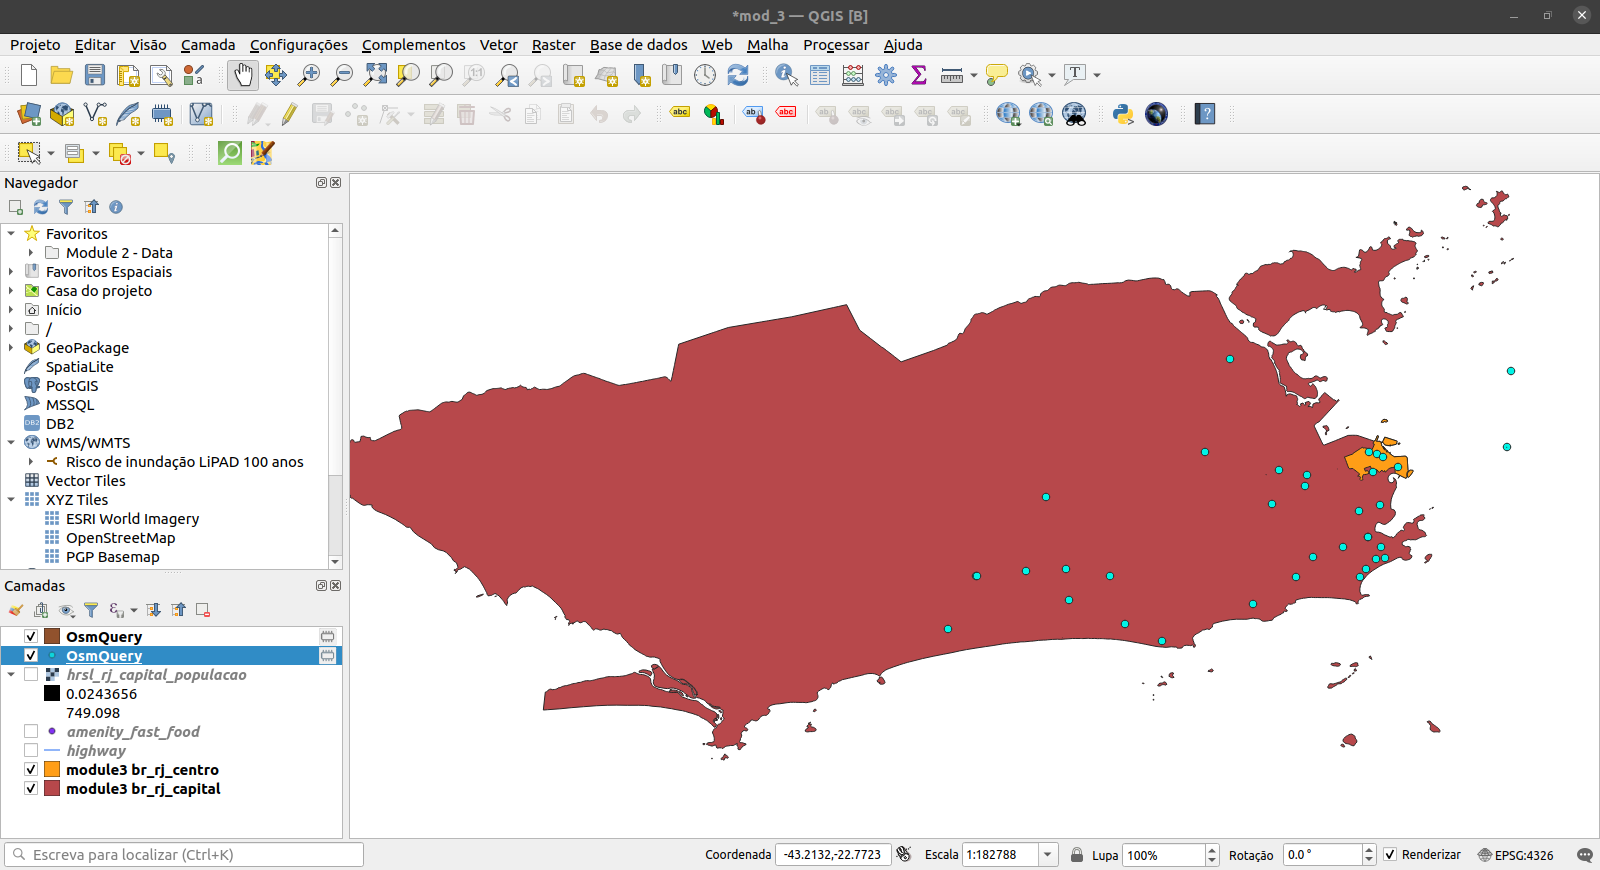 *mod_3 — QGIS [B]
Projeto Editar Visão Camada Configurações Complementos Vetor Raster Base de dados Web Malha Processar Ajuda
Navegador
Favoritos
Module 2 - Data
Favoritos Espaciais
Casa do projeto
Início
/
GeoPackage
SpatiaLite
PostGIS
MSSQL
DB2
WMS/WMTS
Risco de inundação LiPAD 100 anos
Vector Tiles
XYZ Tiles
ESRI World Imagery
OpenStreetMap
PGP Basemap
Camadas
OsmQuery
OsmQuery
hrsl_rj_capital_populacao
0.0243656
749.098
amenity_fast_food
highway
module3 br_rj_centro
module3 br_rj_capital
Escreva para localizar (Ctrl+K) Coordenada -43.2132,-22.7723 Escala 1:182788 Lupa 100% Rotação 0.0 ° Renderizar EPSG:4326